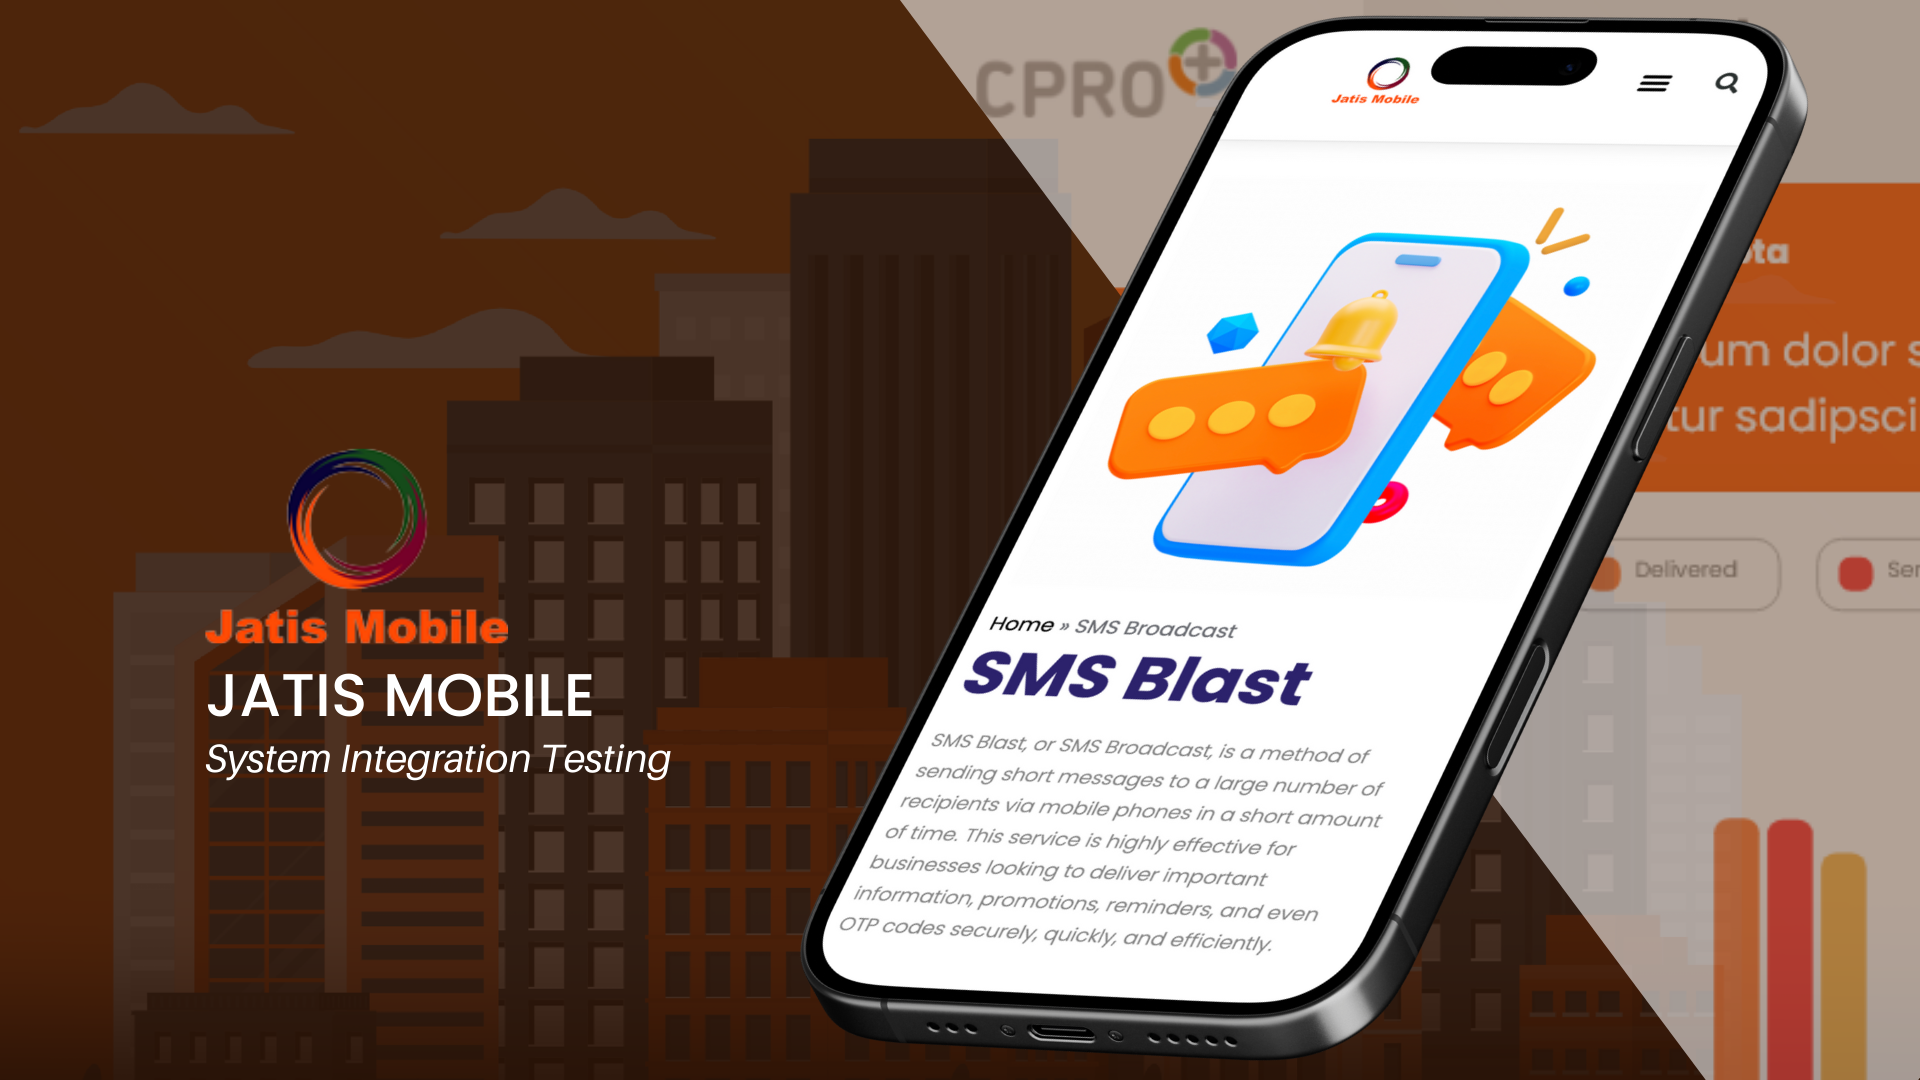 Jatis Mobile
JATIS MOBILE
System Integration Testing
CPRO
Jatis Mobile
Home » SMS Broadcast
SMS Blast
SMS Blast, or SMS Broadcast, is a method of
sending short messages to a large number of
recipients via mobile phones in a short amount
of time. This service is highly effective for
businesses looking to deliver important
information, promotions, reminders, and even
OTP codes securely, quickly, and efficiently.
um dolor s
tur sadipsci
Delivered